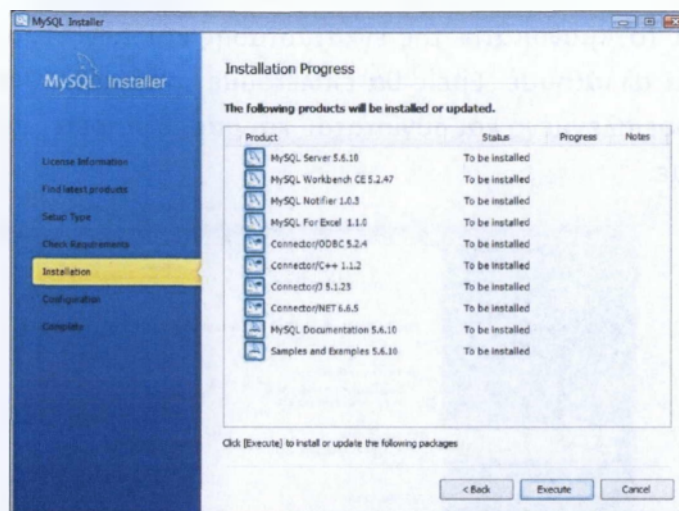 MySQL Installer
MySQL Installer
License Information
Find latest products
Setup Type
Check Requirements
Installation
Configuration
Complete
Installation Progress
The following products will be installed or updated.
Product Status Progress Notes
MySQL Server 5.6.10 To be installed
MySQL Workbench CE 5.2.47 To be installed
MySQL Notifier 1.0.3 To be installed
MySQL For Excel 1.1.0 To be installed
Connector/ODBC 5.2.4 To be installed
Connector/C++ 1.1.2 To be installed
Connector/J 5.1.23 To be installed
Connector/NET 6.6.5 To be installed
MySQL Documentation 5.6.10 To be installed
Samples and Examples 5.6.10 To be installed
Click [Execute] to install or update the following packages
< Back Execute Cancel